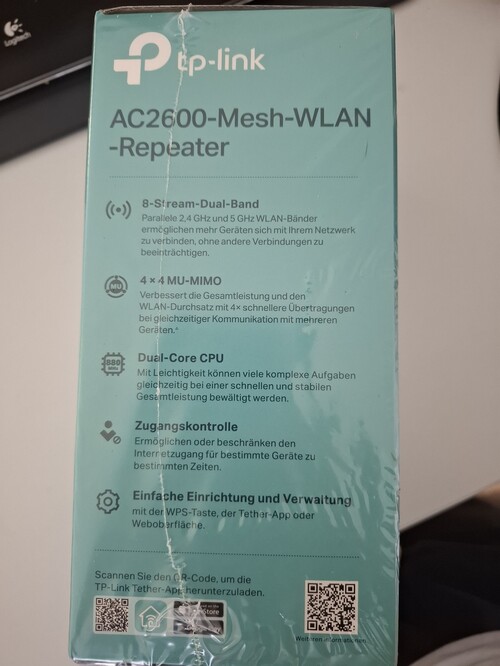 Logitech
tp-link
AC2600-Mesh-WLAN
-Repeater
8-Stream-Dual-Band
Parallele 2,4 GHz und 5 GHz WLAN-Bänder
ermöglichen mehr Geräten sich mit Ihrem Netzwerk
zu verbinden, ohne andere Verbindungen zu
beeinträchtigen.
MU
4 × 4 MU-MIMO
Verbessert die Gesamtleistung und den
WLAN-Durchsatz mit 4× schnellere Übertragungen
bei gleichzeitiger Kommunikation mit mehreren
Geräten.^
Dual-Core CPU
Mit Leichtigkeit können viele komplexe Aufgaben
gleichzeitig bei einer schnellen und stabilen
Gesamtleistung bewältigt werden.
Zugangskontrolle
Ermöglichen oder beschränken den
Internetzugang für bestimmte Geräte zu
bestimmten Zeiten.
Einfache Einrichtung und Verwaltung
mit der WPS-Taste, der Tether-App oder
Weboberfläche.
Scannen Sie den QR-Code, um die
TP-Link Tether-App herunterzuladen.
Store
Weitere Informationen